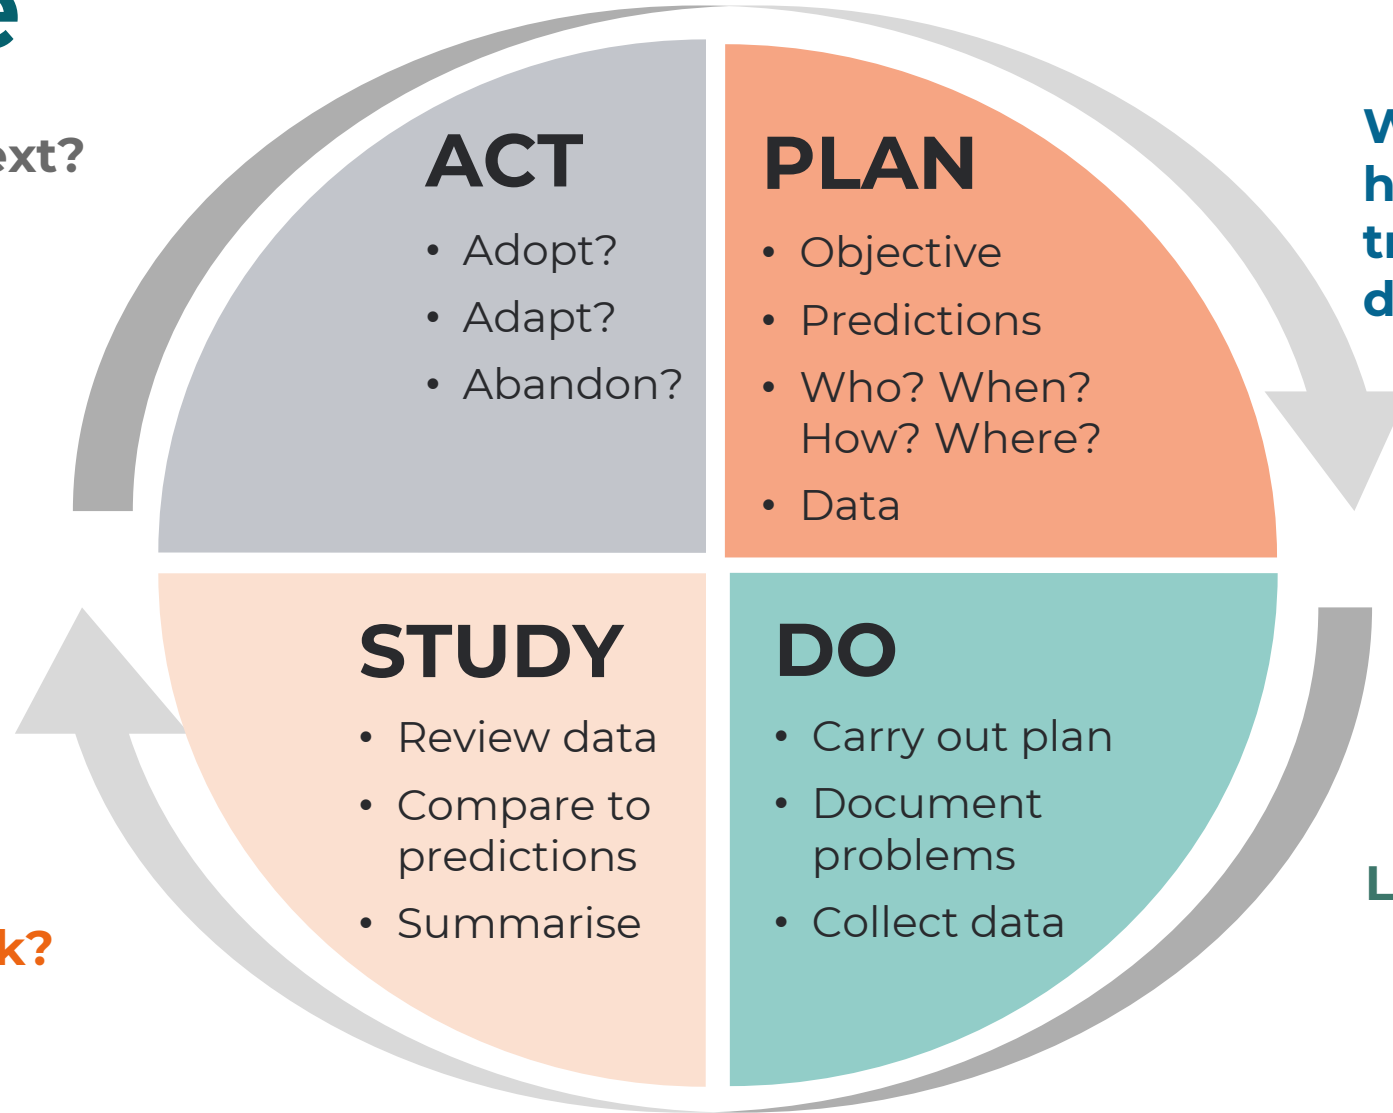 ACT
• Adopt?
• Adapt?
• Abandon?
PLAN
• Objective
• Predictions
• Who? When?
How? Where?
• Data
STUDY
• Review data
• Compare to
predictions
• Summarise
DO
• Carry out plan
• Document
problems
• Collect data